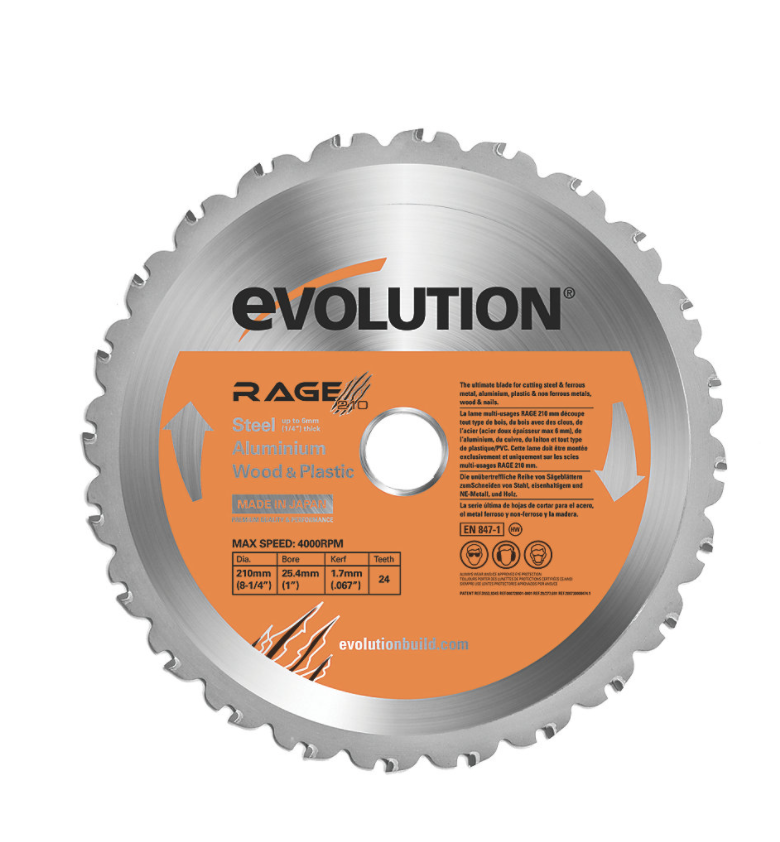 evolution®
RAGE 210
Steel up to 6mm (1/4") thick
Aluminium
Wood & Plastic
MADE IN JAPAN
MAX SPEED: 4000RPM
Dia. Bore Kerf Teeth
210mm 25.4mm 1.7mm 24
(8-1/4") (1") (.067")
evolutionbuild.com
The ultimate blade for cutting steel & ferrous
metal, aluminium, plastic & non ferrous metals,
wood & nails.
La lame multi-usages RAGE 210 mm découpe
tout type de bois, du bois avec des clous, de
l'acier (acier doux épaisseur max 6 mm), de
l'aluminium, du cuivre, du laiton et tout type
de plastique/PVC. Cette lame doit être montée
exclusivement et uniquement sur les scies
multi-usages RAGE 210 mm.
Die unübertreffliche Reihe von Sägeblättern
zumSchneiden von Stahl, eisenhaltigem und
NE-Metall, und Holz.
La serie última de hojas de cortar para el acero,
el metal ferroso y non-ferroso y la madera.
EN 847-1 HW